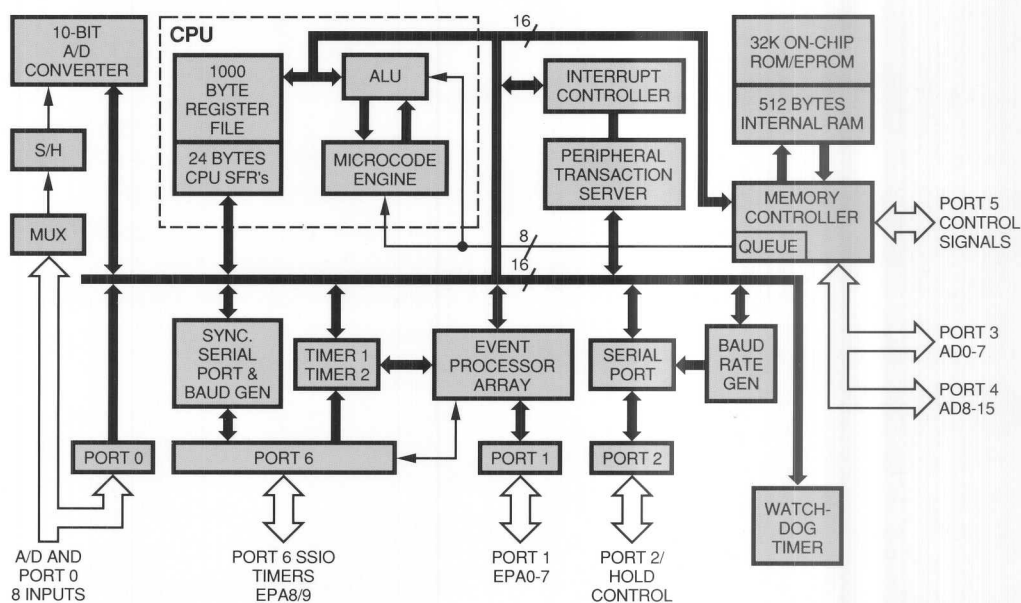 10-BIT
A/D
CONVERTER
S/H
MUX
CPU
1000
BYTE
REGISTER
FILE
24 BYTES
CPU SFR's
ALU
MICROCODE
ENGINE
16
8
16
INTERRUPT
CONTROLLER
PERIPHERAL
TRANSACTION
SERVER
32K ON-CHIP
ROM/EPROM
512 BYTES
INTERNAL RAM
MEMORY
CONTROLLER
QUEUE
PORT 5
CONTROL
SIGNALS
PORT 3
AD0-7
PORT 4
AD8-15
SYNC.
SERIAL
PORT &
BAUD GEN
TIMER 1
TIMER 2
EVENT
PROCESSOR
ARRAY
SERIAL
PORT
BAUD
RATE
GEN
PORT 0
PORT 6
PORT 1
PORT 2
WATCH-
DOG
TIMER
A/D AND
PORT 0
8 INPUTS
PORT 6 SSIO
TIMERS
EPA8/9
PORT 1
EPA0-7
PORT 2/
HOLD
CONTROL